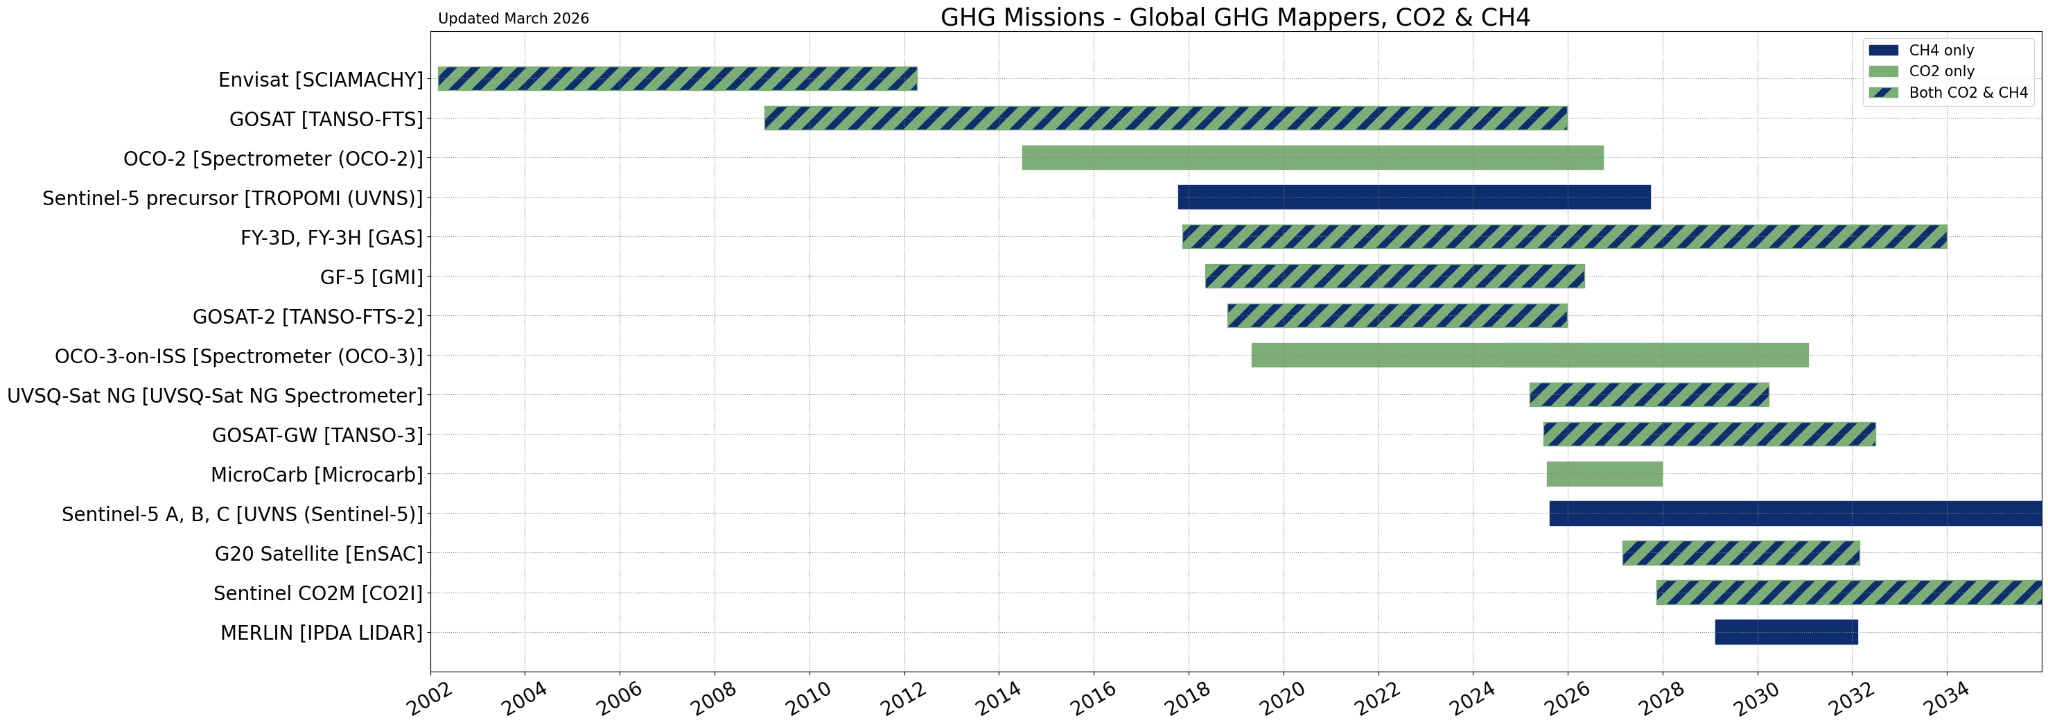 Updated March 2026
GHG Missions - Global GHG Mappers, CO2 & CH4
CH4 only
CO2 only
Both CO2 & CH4
Envisat [SCIAMACHY]
GOSAT [TANSO-FTS]
OCO-2 [Spectrometer (OCO-2)]
Sentinel-5 precursor [TROPOMI (UVNS)]
FY-3D, FY-3H [GAS]
GF-5 [GMI]
GOSAT-2 [TANSO-FTS-2]
OCO-3-on-ISS [Spectrometer (OCO-3)]
UVSQ-Sat NG [UVSQ-Sat NG Spectrometer]
GOSAT-GW [TANSO-3]
MicroCarb [Microcarb]
Sentinel-5 A, B, C [UVNS (Sentinel-5)]
G20 Satellite [EnSAC]
Sentinel CO2M [CO2I]
MERLIN [IPDA LIDAR]
2002 2004 2006 2008 2010 2012 2014 2016 2018 2020 2022 2024 2026 2028 2030 2032 2034